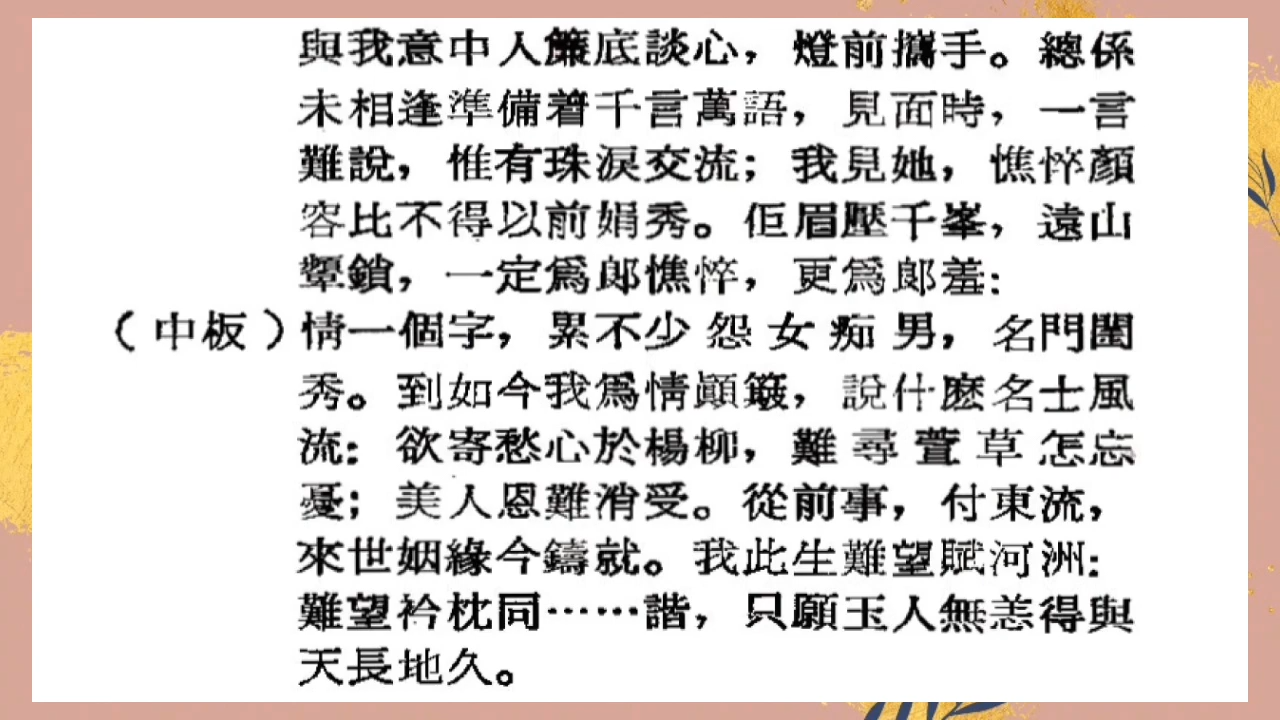 與我意中人簾底談心，燈前攜手。總係
未相逢準備着千言萬語，見面時，一言
難說，惟有珠淚交流；我見她，憔悴顏
容比不得以前娟秀。佢眉壓千峯，遠山
顰鎖，一定爲郎憔悴，更爲郎羞：
（中板）情一個字，累不少怨女痴男，名門閨
秀。到如今我爲情顚簸，說什麽名士風
流：欲寄愁心於楊柳，難尋萱草怎忘
憂；美人恩難消受。從前事，付東流，
來世姻緣今鑄就。我此生難望賦河洲：
難望衿枕同……諧，只願玉人無恙得與
天長地久。